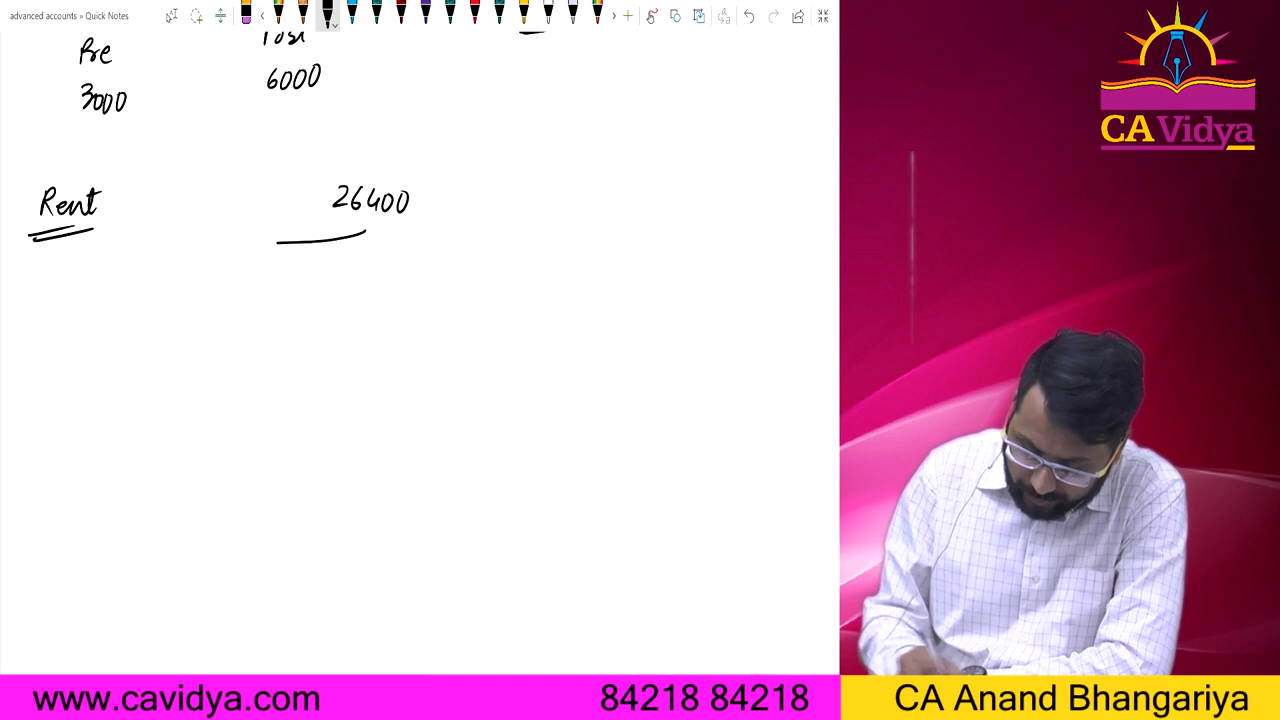 advanced accounts » Quick Notes
Pre Post
3000 6000
Rent 26400
CA Vidya
www.cavidya.com 84218 84218 CA Anand Bhangariya